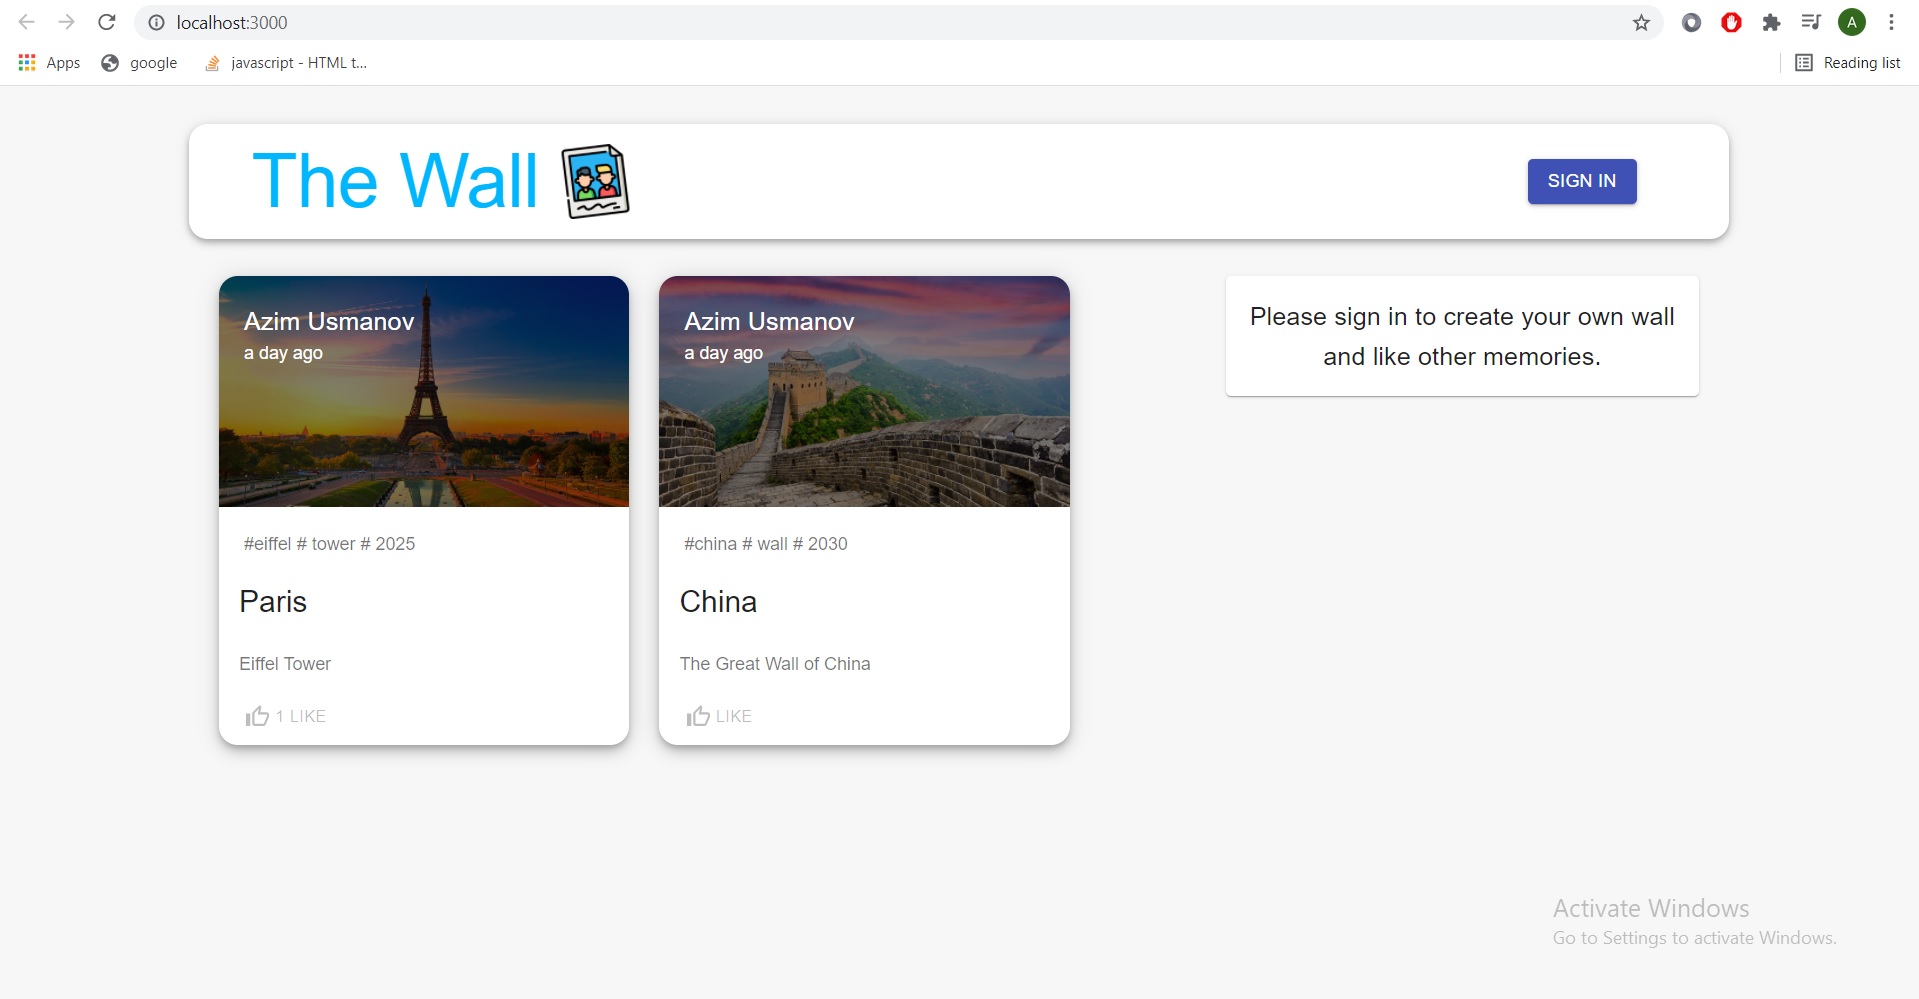 localhost:3000
A
Apps
google
javascript - HTML t...
Reading list
The Wall
SIGN IN
Azim Usmanov
a day ago
#eiffel # tower # 2025
Paris
Eiffel Tower
1 LIKE
Azim Usmanov
a day ago
#china # wall # 2030
China
The Great Wall of China
LIKE
Please sign in to create your own wall
and like other memories.
Activate Windows
Go to Settings to activate Windows.